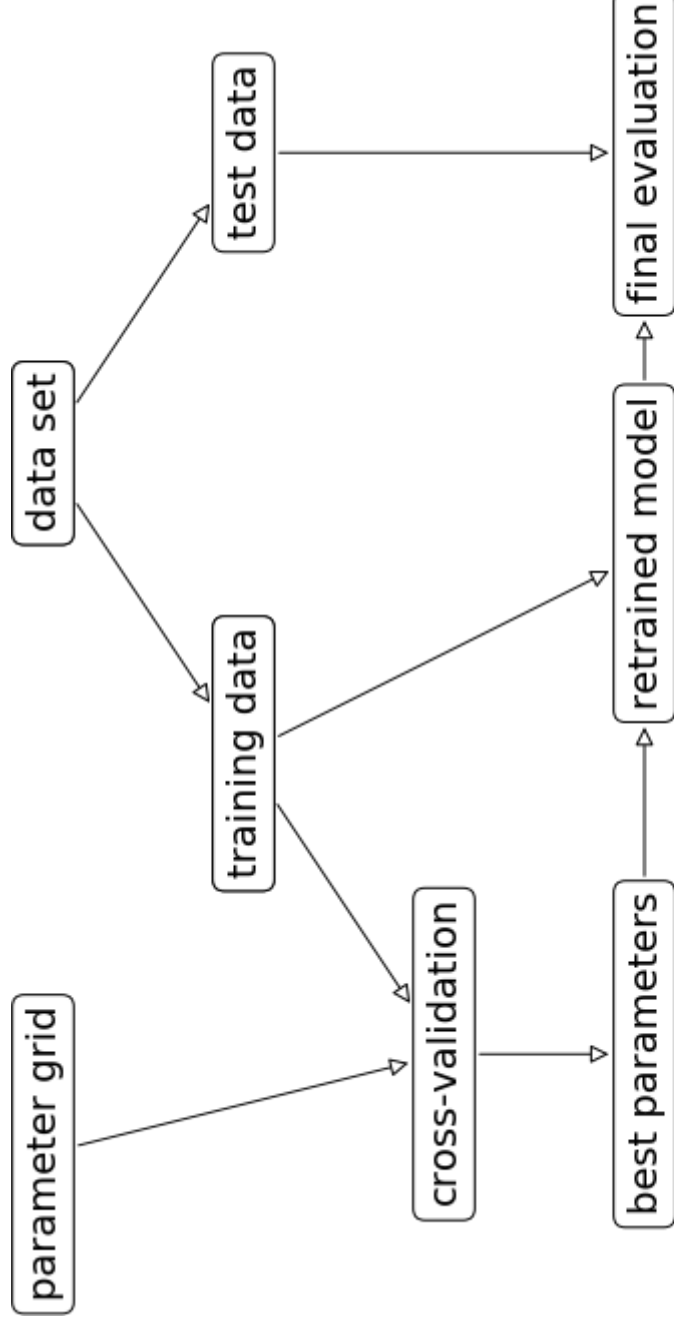 parameter grid
data set
training data
test data
cross-validation
best parameters
retrained model
final evaluation